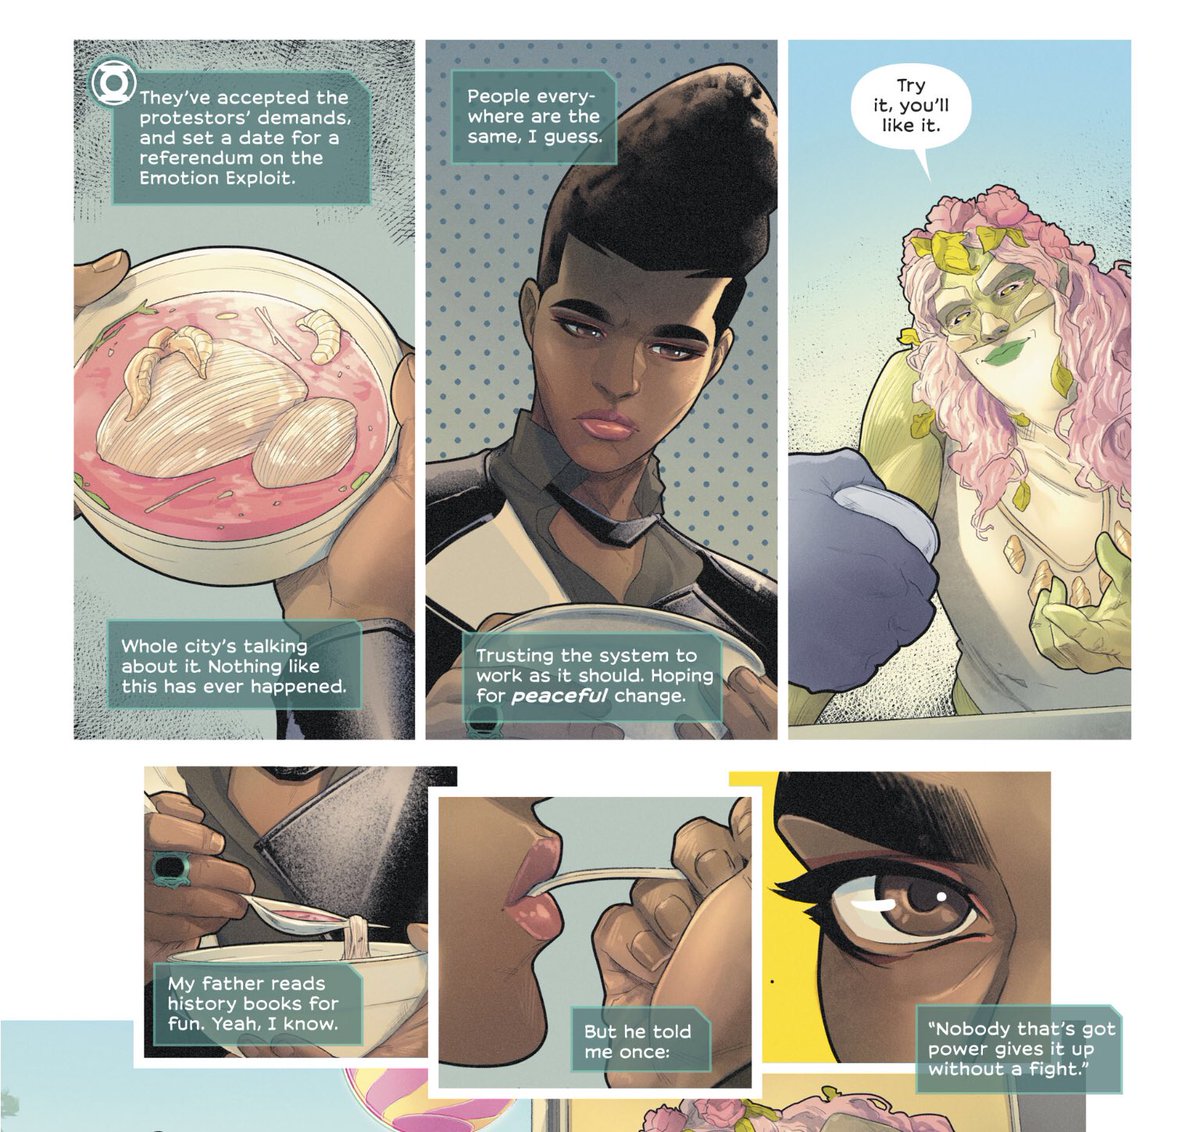 They've accepted the
protestors' demands,
and set a date for a
referendum on the
Emotion Exploit.
Whole city's talking
about it. Nothing like
this has ever happened.
People every-
where are the
same, I guess.
Trusting the system to
work as it should. Hoping
for peaceful change.
Try
it, you'll
like it.
My father reads
history books for
fun. Yeah, I know.
But he told
me once:
"Nobody that's got
power gives it up
without a fight."